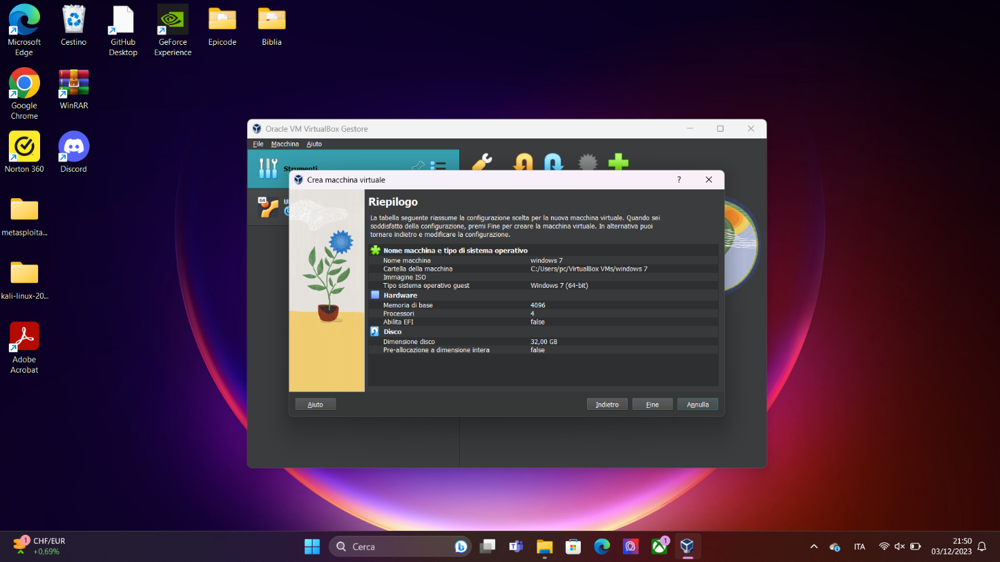 Microsoft
Edge
Cestino
GitHub
Desktop
GeForce
Experience
Epicode
Biblia
Google
Chrome
WinRAR
Norton 360
Discord
metasploita...
kali-linux-20...
Adobe
Acrobat
Oracle VM VirtualBox Gestore
File Macchina Aiuto
Strumenti
64
Crea macchina virtuale
?
Riepilogo
La tabella seguente riassume la configurazione scelta per la nuova macchina virtuale. Quando sei
soddisfatto della configurazione, premi Fine per creare la macchina virtuale. In alternativa puoi
tornare indietro e modificare la configurazione.
Nome macchina e tipo di sistema operativo
Nome macchina windows 7
Cartella della macchina C:/Users/pc/VirtualBox VMs/windows 7
Immagine ISO
Tipo sistema operativo guest Windows 7 (64-bit)
Hardware
Memoria di base 4096
Processori 4
Abilita EFI false
Disco
Dimensione disco 32,00 GB
Pre-allocazione a dimensione intera false
Aiuto Indietro Fine Annulla
1 CHF/EUR
+0,69%
Cerca
1
ITA
21:50
03/12/2023